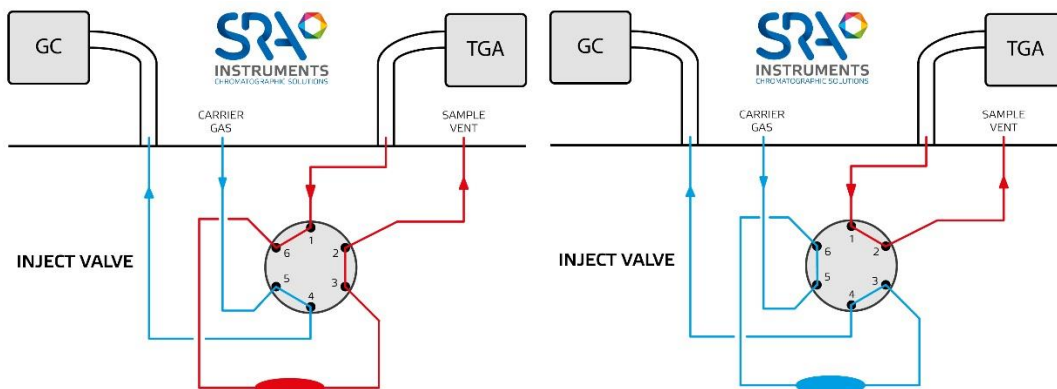 GC
SRA
INSTRUMENTS
CHROMATOGRAPHIC SOLUTIONS
TGA
CARRIER
GAS
SAMPLE
VENT
INJECT VALVE
1
2
3
4
5
6
GC
SRA
INSTRUMENTS
CHROMATOGRAPHIC SOLUTIONS
TGA
CARRIER
GAS
SAMPLE
VENT
INJECT VALVE
1
2
3
4
5
6